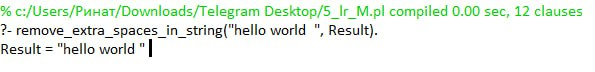 % c:/Users/Ринат/Downloads/Telegram Desktop/5_lr_M.pl compiled 0.00 sec, 12 clauses
?- remove_extra_spaces_in_string("hello world  ", Result).
Result = "hello world "